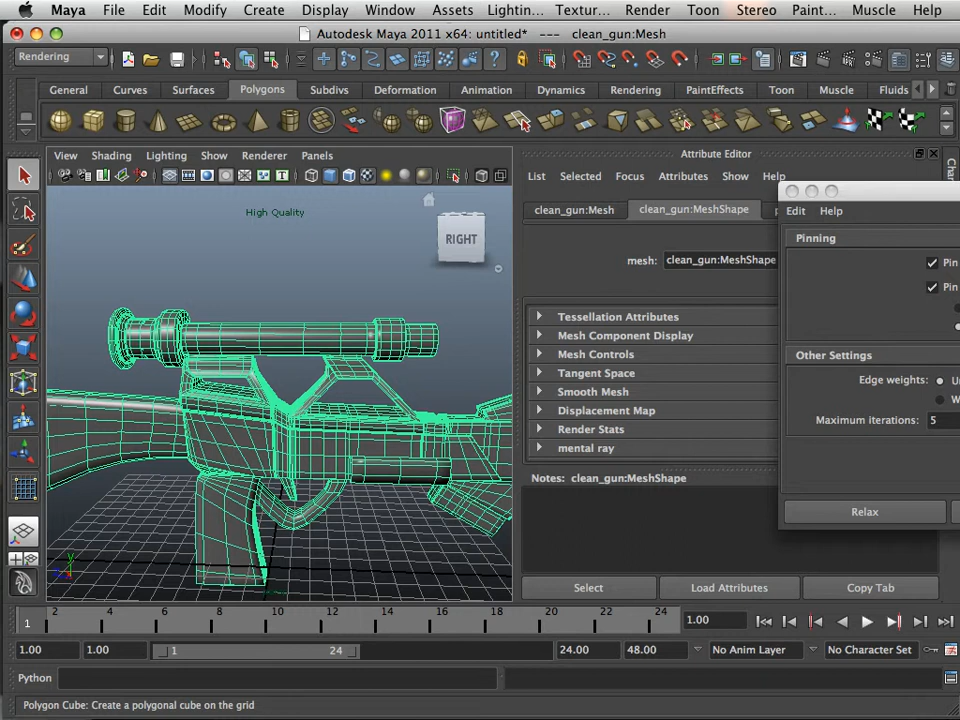 Maya File Edit Modify Create Display Window Assets Lightin... Textur... Render Toon Stereo Paint... Muscle Help
Autodesk Maya 2011 x64: untitled* --- clean_gun:Mesh
Rendering
General Curves Surfaces Polygons Subdivs Deformation Animation Dynamics Rendering PaintEffects Toon Muscle Fluids
View Shading Lighting Show Renderer Panels
Attribute Editor
List Selected Focus Attributes Show Help
Edit Help
High Quality
RIGHT
clean_gun:Mesh clean_gun:MeshShape
Pinning
mesh: clean_gun:MeshShape
Pin
Pin
Tessellation Attributes
Mesh Component Display
Mesh Controls
Tangent Space
Smooth Mesh
Displacement Map
Render Stats
mental ray
Other Settings
Edge weights:
Maximum iterations: 5
Notes: clean_gun:MeshShape
Relax
Select Load Attributes Copy Tab
2 4 6 8 10 12 14 16 18 20 22 24
1
1.00
1.00 1.00 1 24 24.00 48.00 No Anim Layer No Character Set
Python
Polygon Cube: Create a polygonal cube on the grid